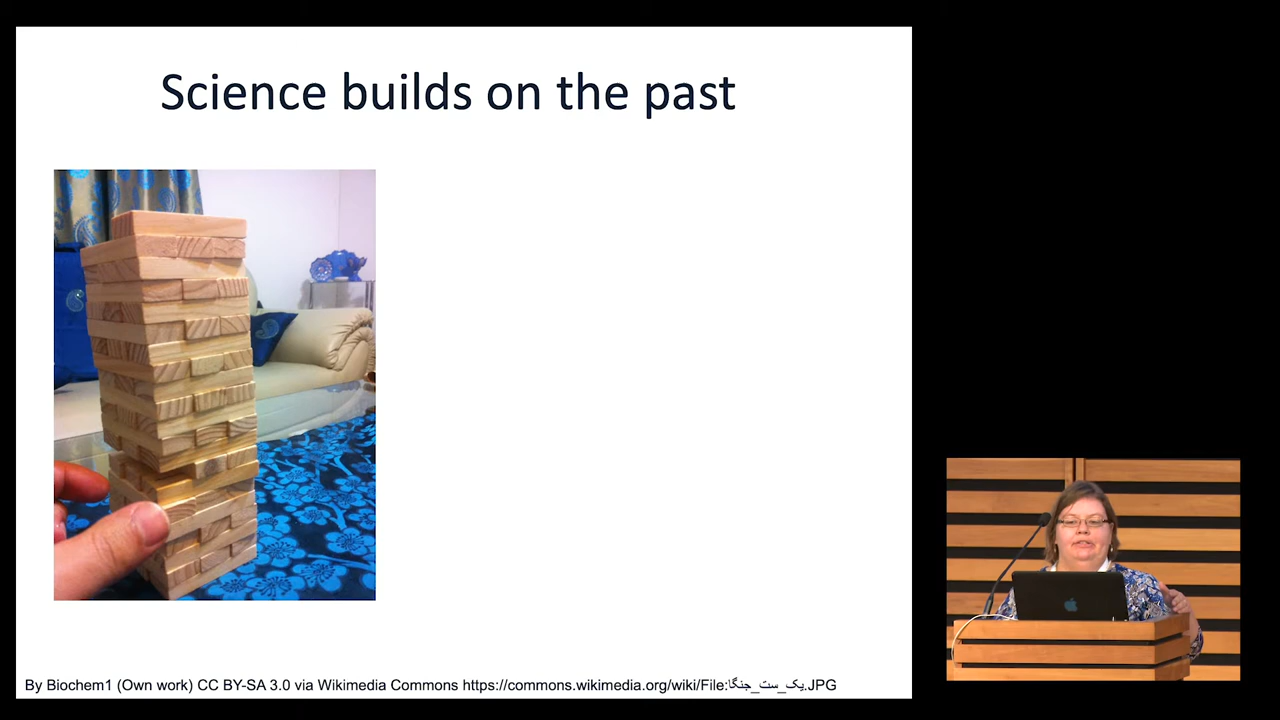 Science builds on the past
By Biochem1 (Own work) CC BY-SA 3.0 via Wikimedia Commons https://commons.wikimedia.org/wiki/File:یک_ست_جنگا.JPG